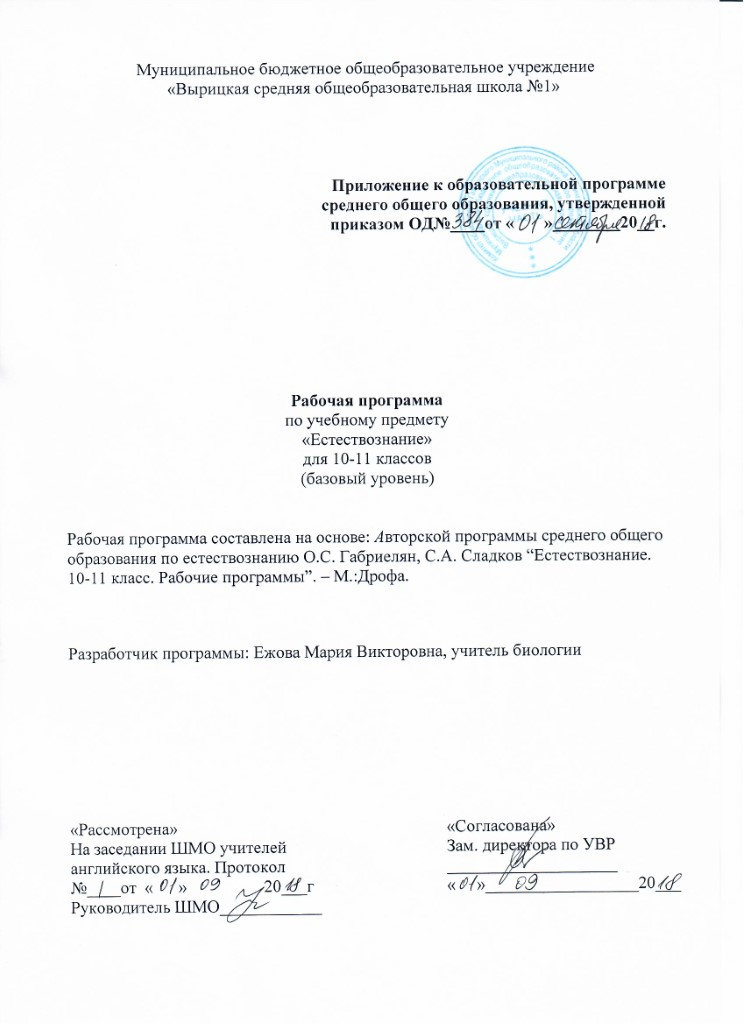 Муниципальное бюджетное общеобразовательное учреждение
«Вырицкая средняя общеобразовательная школа №1»
Приложение к образовательной программе
среднего общего образования, утвержденной
приказом ОД№ 384 от « 01 » сентября 2018г.
Рабочая программа
по учебному предмету
«Естествознание»
для 10-11 классов
(базовый уровень)
Рабочая программа составлена на основе: Авторской программы среднего общего
образования по естествознанию О.С. Габриелян, С.А. Сладков “Естествознание.
10-11 класс. Рабочие программы”. – М.:Дрофа.
Разработчик программы: Ежова Мария Викторовна, учитель биологии
«Рассмотрена»
На заседании ШМО учителей
английского языка. Протокол
№ 1 от « 01 » 09 2018 г
Руководитель ШМО
«Согласована»
Зам. директора по УВР
«01» 09 2018